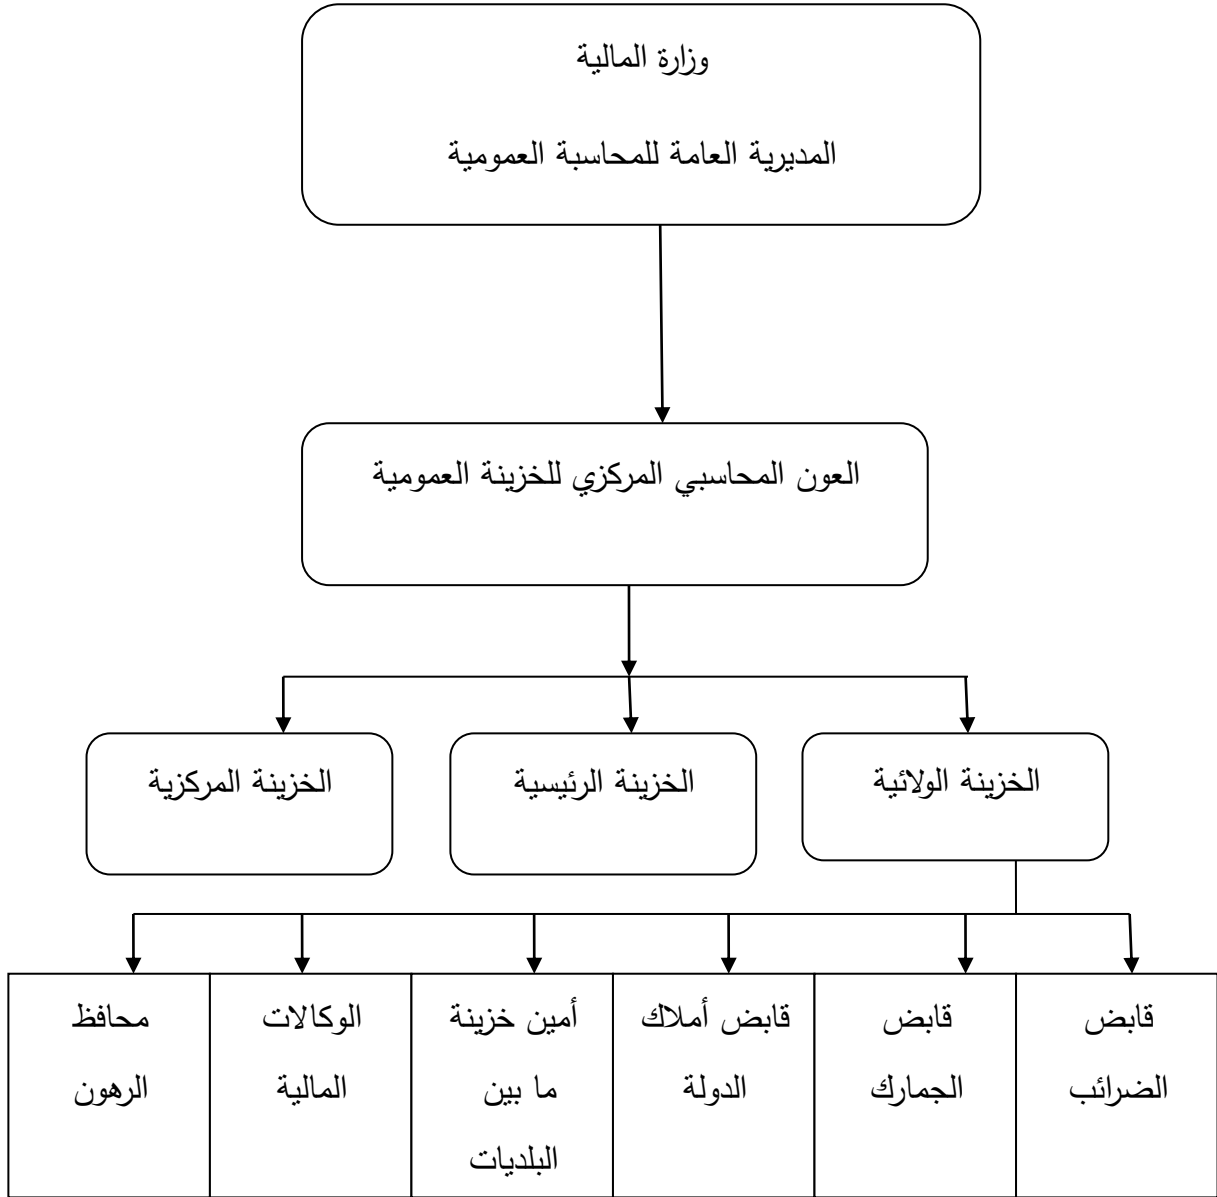 وزارة المالية
المديرية العامة للمحاسبة العمومية
العون المحاسبي المركزي للخزينة العمومية
الخزينة الولائية
الخزينة الرئيسية
الخزينة المركزية
قابض
الضرائب
قابض
الجمارك
قابض أملاك
الدولة
أمين خزينة
ما بين
البلديات
الوكالات
المالية
محافظ
الرهون